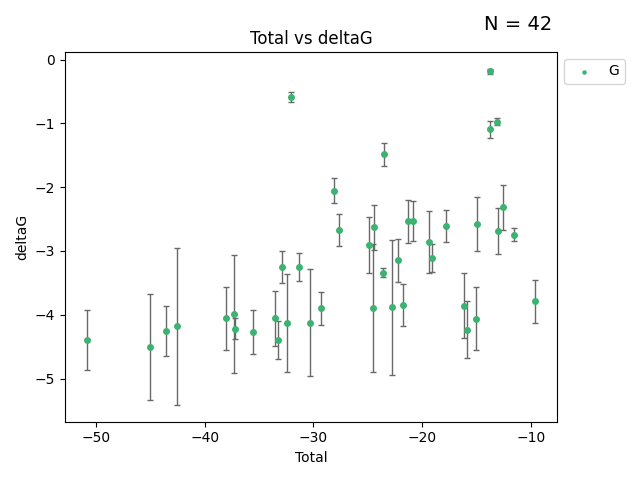 N = 42
Total vs deltaG
G
0
−1
−2
−3
−4
−5
deltaG
−50 −40 −30 −20 −10
Total